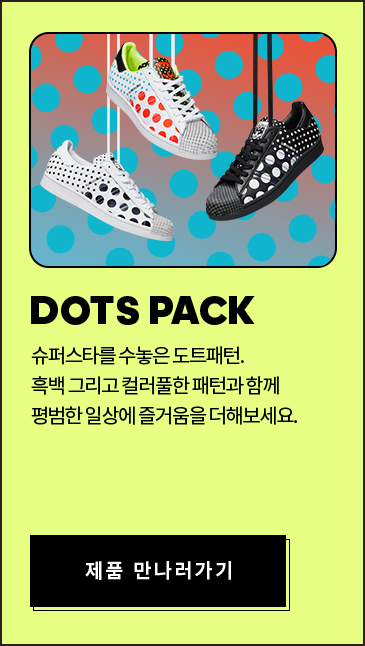 DOTS PACK
슈퍼스타를 수놓은 도트패턴.
흑백 그리고 컬러풀한 패턴과 함께
평범한 일상에 즐거움을 더해보세요.
제품 만나러가기